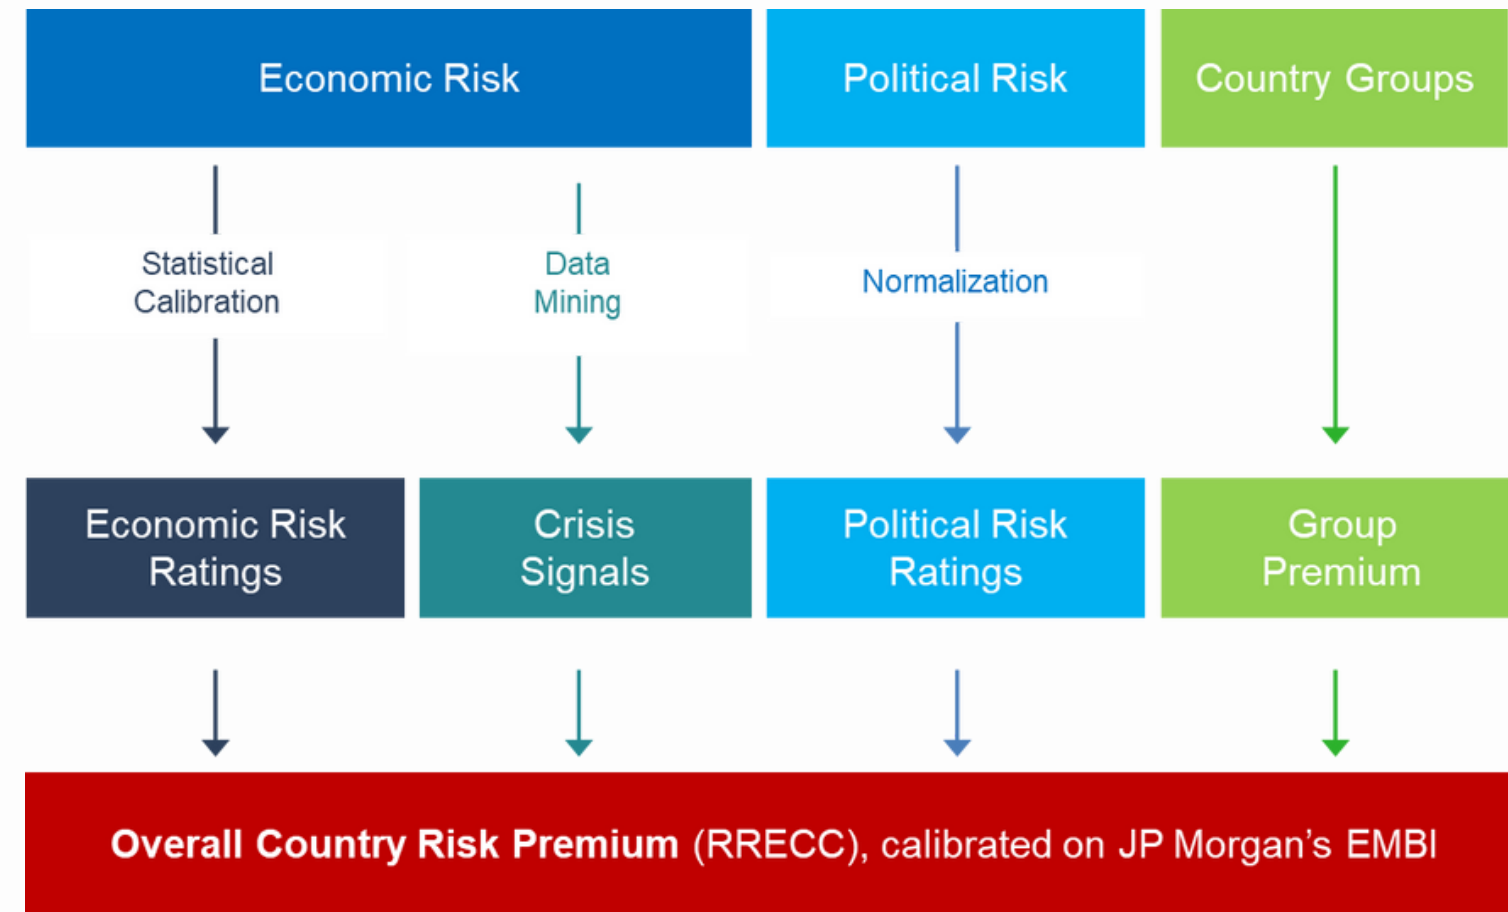 Economic Risk
Political Risk
Country Groups
Statistical
Calibration
Data
Mining
Normalization
Economic Risk
Ratings
Crisis
Signals
Political Risk
Ratings
Group
Premium
Overall Country Risk Premium (RRECC), calibrated on JP Morgan’s EMBI